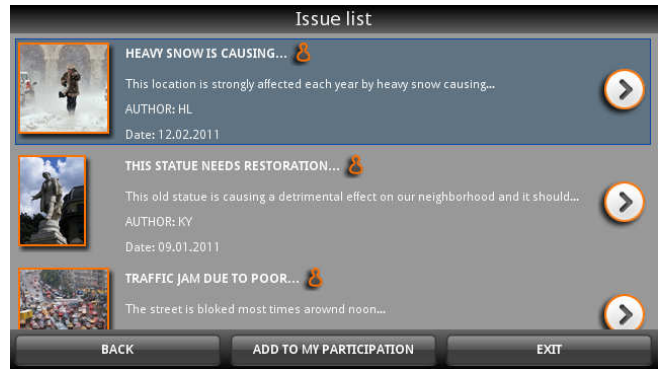 Issue list
HEAVY SNOW IS CAUSING...
This location is strongly affected each year by heavy snow causing...
AUTHOR: HL
Date: 12.02.2011
THIS STATUE NEEDS RESTORATION...
This old statue is causing a detrimental effect on our neighborhood and it should...
AUTHOR: KY
Date: 09.01.2011
TRAFFIC JAM DUE TO POOR...
The street is bloked most times arownd noon...
BACK ADD TO MY PARTICIPATION EXIT